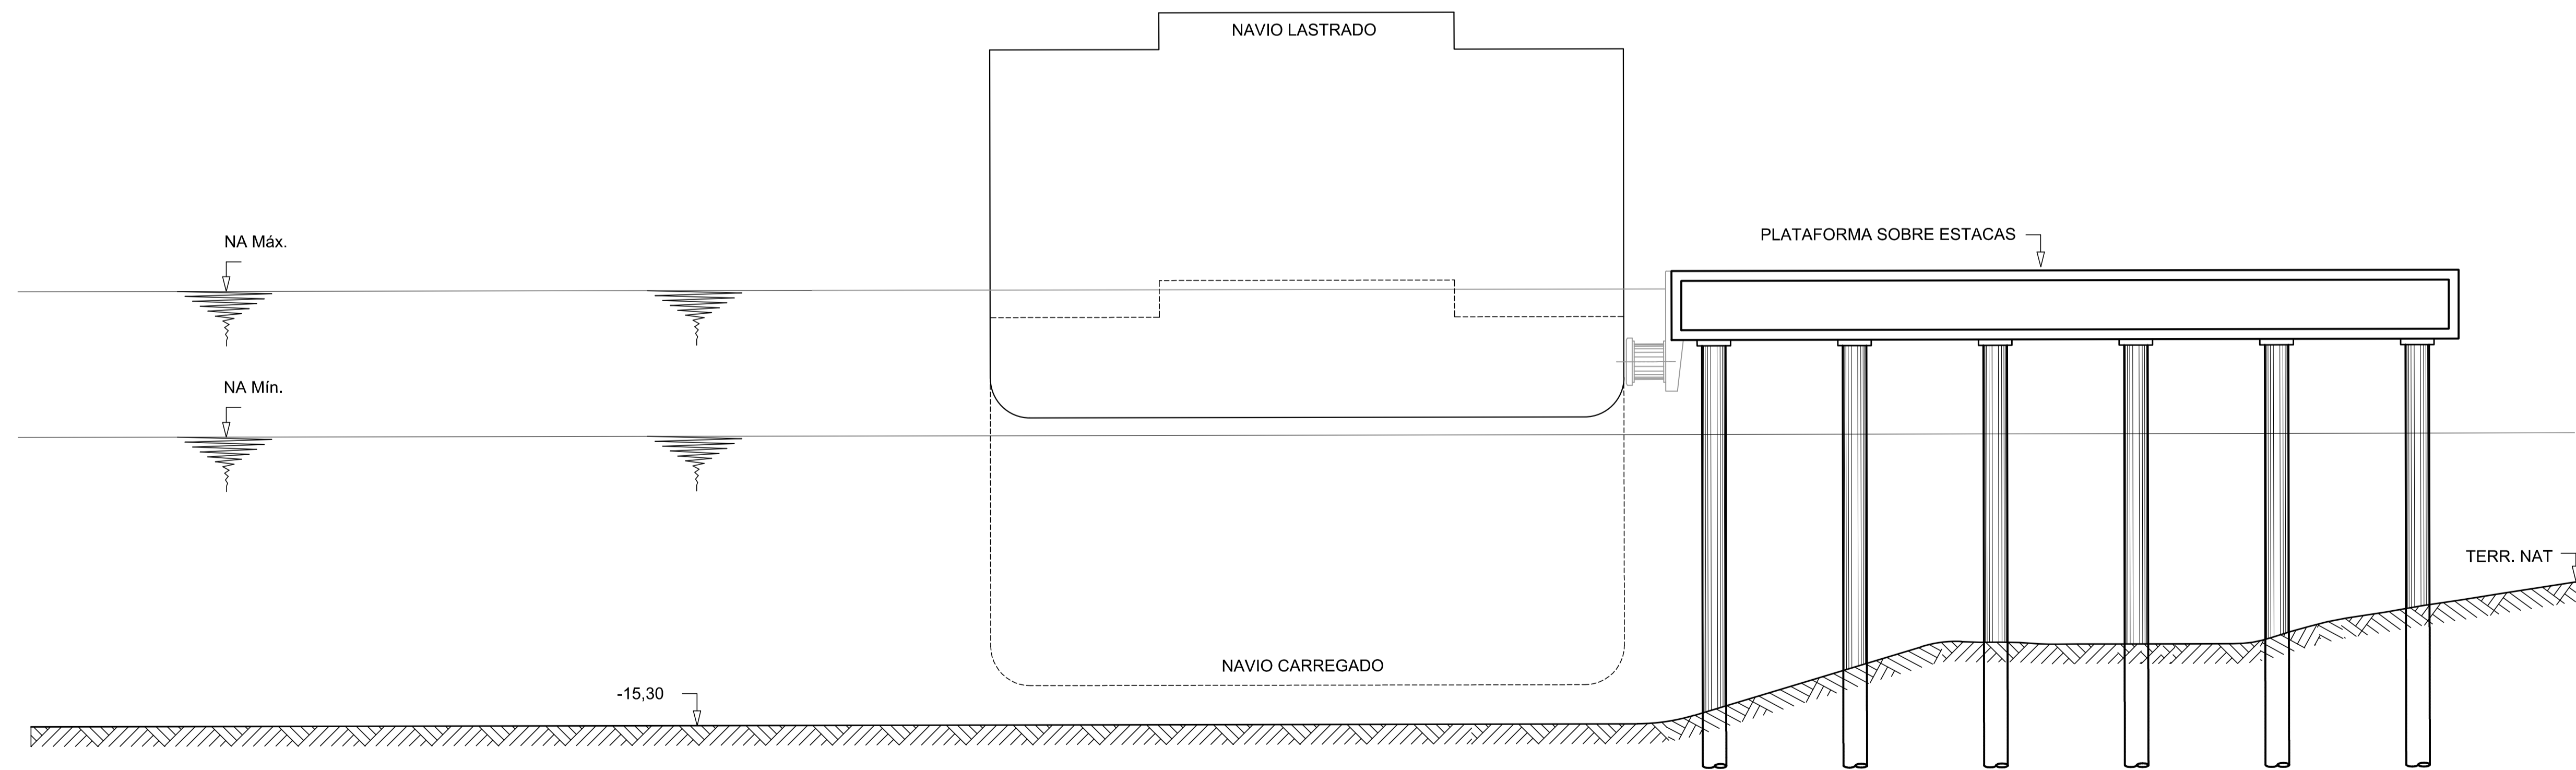 NAVIO LASTRADO
PLATAFORMA SOBRE ESTACAS
NA Máx.
NA Mín.
TERR. NAT
NAVIO CARREGADO
-15,30